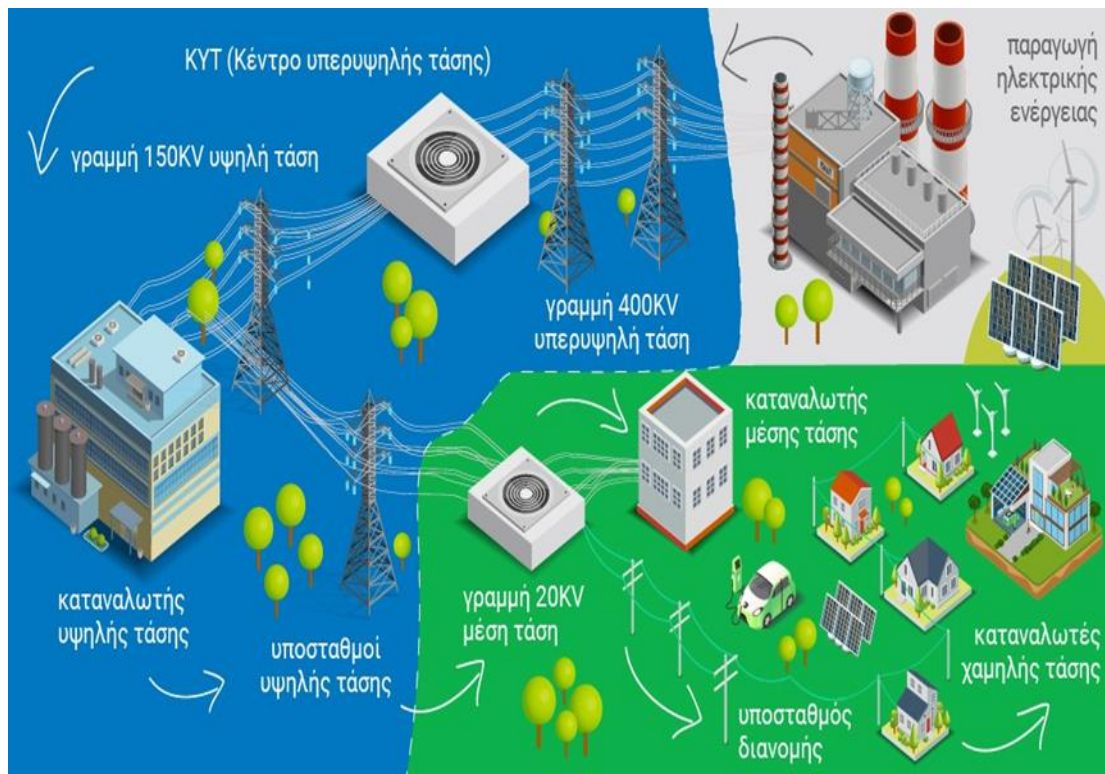 ΚΥΤ (Κέντρο υπερυψηλής τάσης)
παραγωγή
ηλεκτρικής
ενέργειας
γραμμή 150KV υψηλή τάση
γραμμή 400KV
υπερυψηλή τάση
καταναλωτής
υψηλής τάσης
υποσταθμοί
υψηλής τάσης
γραμμή 20KV
μέση τάση
καταναλωτής
μέσης τάσης
υποσταθμός
διανομής
καταναλωτές
χαμηλής τάσης